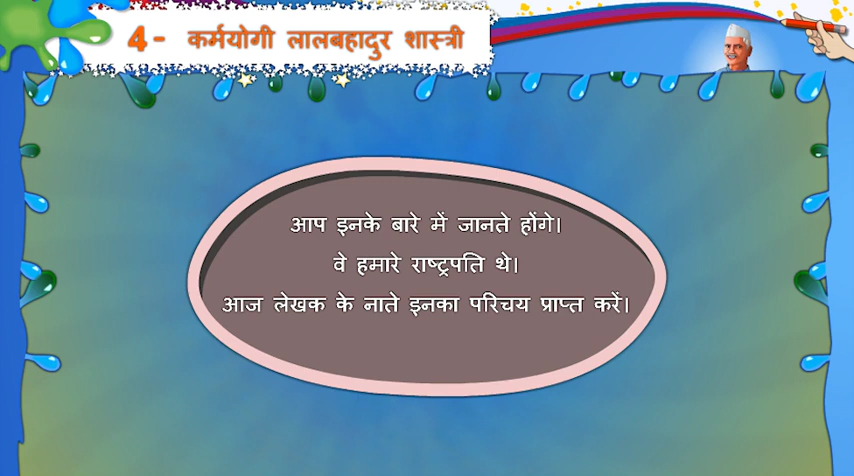 4- कर्मयोगी लालबहादुर शास्त्री
आप इनके बारे में जानते होंगे।
वे हमारे राष्ट्रपति थे।
आज लेखक के नाते इनका परिचय प्राप्त करें।